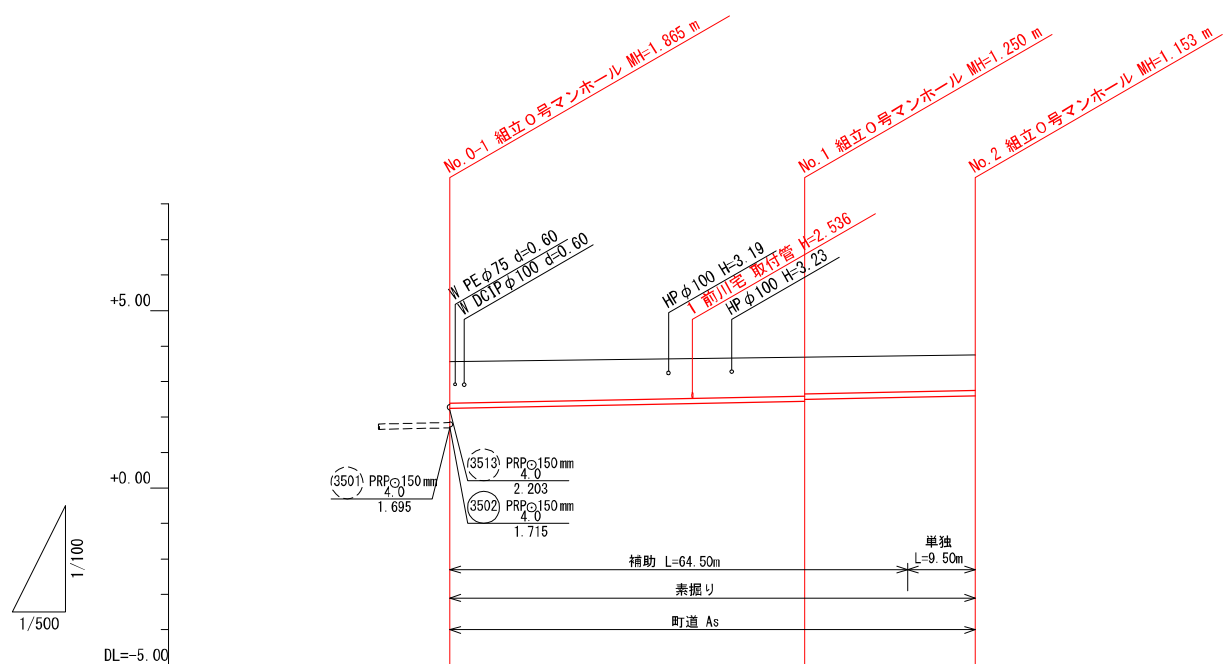 No.0-1 組立0号マンホール MH=1.865 m
No.1 組立0号マンホール MH=1.250 m
No.2 組立0号マンホール MH=1.153 m
W PEφ75 d=0.60
W DCIPφ100 d=0.60
HPφ100 H=3.19
1 前川宅 取付管 H=2.536
HPφ100 H=3.23
+5.00
+0.00
DL=-5.00
3501 PRP⊙150mm
4.0
1.695
3513 PRP⊙150mm
4.0
2.203
3502 PRP⊙150mm
4.0
1.715
補助 L=64.50m
単独
L=9.50m
素掘り
町道 As
1/100
1/500